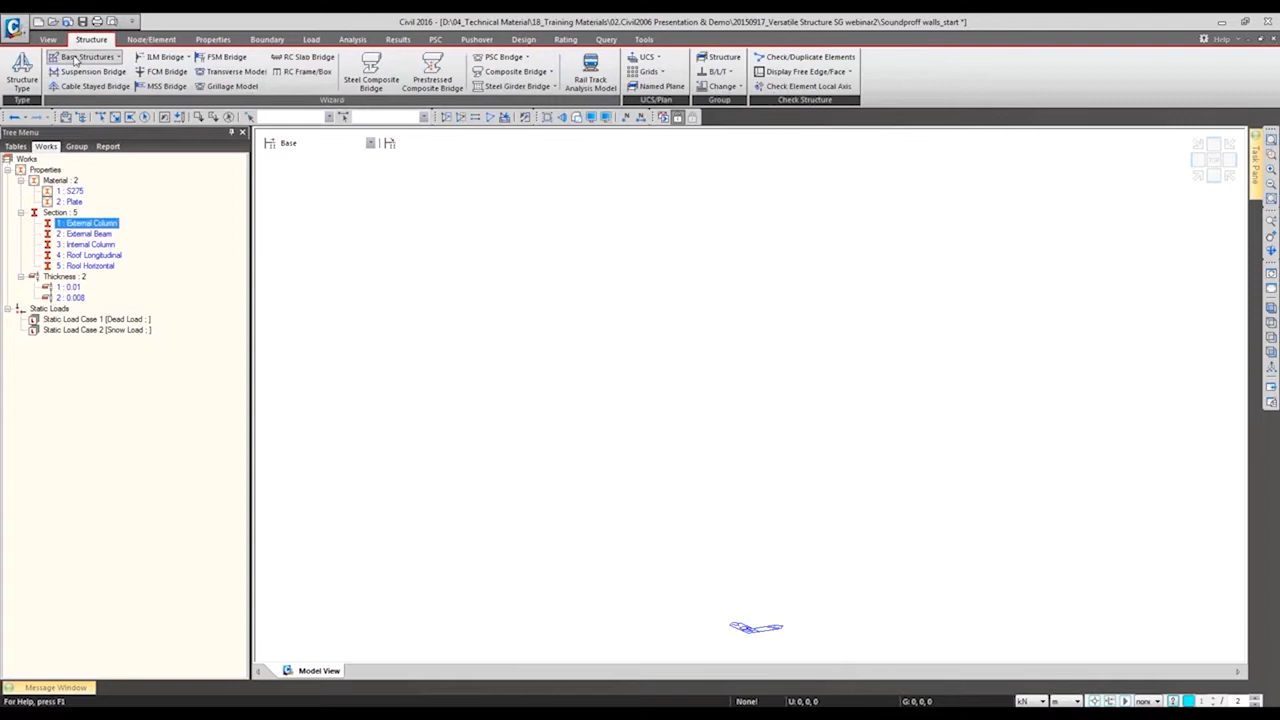 Civil 2016 - [D:\04_Technical Material\18_Training Materials\02.Civil2006 Presentation & Demo\20150917_Versatile Structure SG webinar2\Soundproff walls_start *]
View Structure Node/Element Properties Boundary Load Analysis Results PSC Pushover Design Rating Query Tools Help
Base Structures ILM Bridge FSM Bridge RC Slab Bridge PSC Bridge UCS Structure Check/Duplicate Elements
Suspension Bridge FCM Bridge Transverse Model RC Frame/Box Composite Bridge Grids B/L/T Display Free Edge/Face
Structure Type Cable Stayed Bridge MSS Bridge Grillage Model Steel Composite Bridge Prestressed Composite Bridge Steel Girder Bridge Rail Track Analysis Model Named Plane Change Check Element Local Axis
Type Wizard UCS/Plan Group Check Structure
Tree Menu
Tables Works Group Report
Base
Task Pane
Works
Properties
Material : 2
1 : S275
2 : Plate
Section : 5
1 : External Column
2 : External Beam
3 : Internal Column
4 : Roof Longitudinal
5 : Roof Horizontal
Thickness : 2
1 : 0.01
2 : 0.008
Static Loads
Static Load Case 1 [Dead Load ; ]
Static Load Case 2 [Snow Load ; ]
Model View
Message Window
For Help, press F1 None! U: 0, 0, 0 G: 0, 0, 0 kN m none 1 / 2